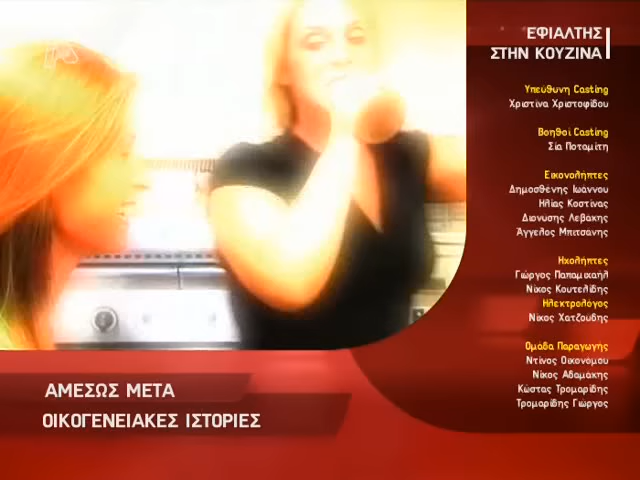 ΕΦΙΑΛΤΗΣ
ΣΤΗΝ ΚΟΥΖΙΝΑ
Υπεύθυνη Casting
Χριστίνα Χριστοφίδου
Βοηθοί Casting
Σία Ποταμίτη
Εικονολήπτες
Δημοσθένης Ιωάννου
Ηλίας Κοστίνας
Διονύσης Λεβάκης
Άγγελος Μπιτσάνης
Ηχολήπτες
Γιώργος Παπαμιχαήλ
Νίκος Κουτελίδης
Ηλεκτρολόγος
Νίκος Χατζούδης
Ομάδα Παραγωγής
Ντίνος Οικονόμου
Νίκος Αδαμάκης
Κώστας Τρομαρίδης
Τρομαρίδης Γιώργος
ΑΜΕΣΩΣ ΜΕΤΑ
ΟΙΚΟΓΕΝΕΙΑΚΕΣ ΙΣΤΟΡΙΕΣ